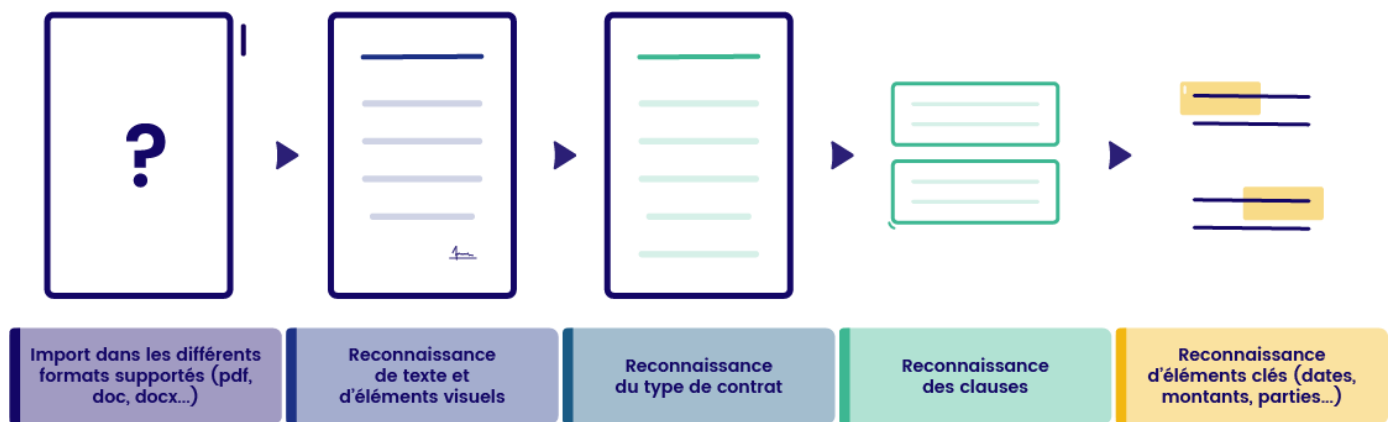 ?
Import dans les différents
formats supportés (pdf,
doc, docx...)
Reconnaissance
de texte et
d'éléments visuels
Reconnaissance
du type de contrat
Reconnaissance
des clauses
Reconnaissance
d'éléments clés (dates,
montants, parties...)